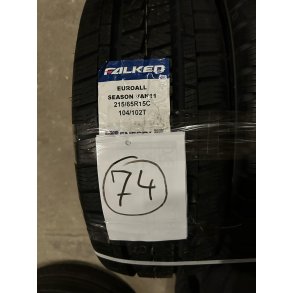 FALKEN
EUROALL
SEASON VAN11
215/65R15C
104/102T
74